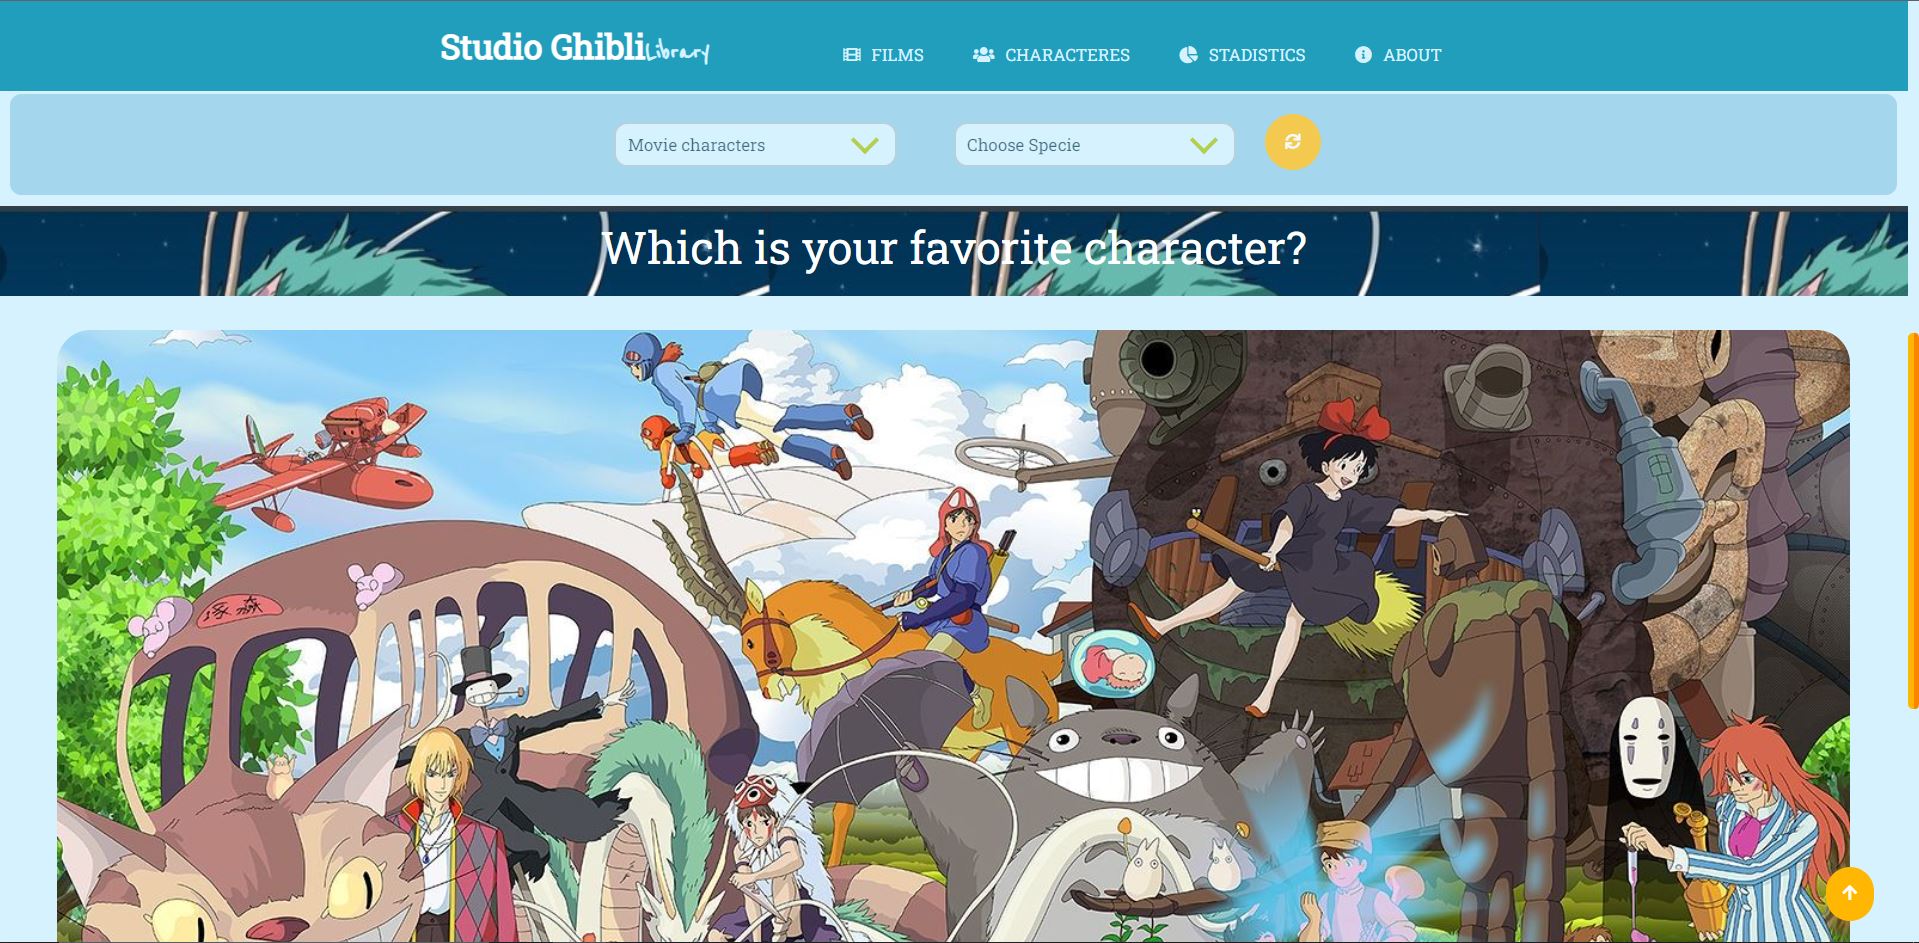 Studio Ghibli Library
FILMS
CHARACTERES
STADISTICS
ABOUT
Movie characters
Choose Specie
Which is your favorite character?